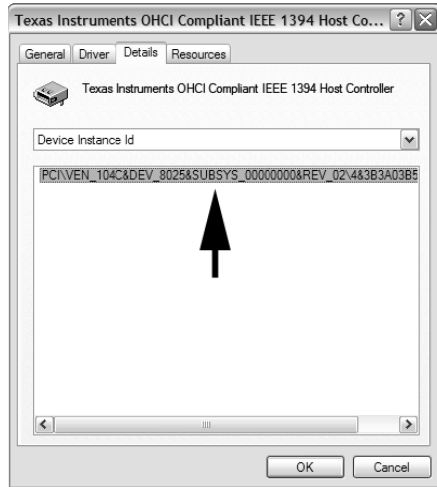 Texas Instruments OHCI Compliant IEEE 1394 Host Co... ?
General Driver Details Resources
Texas Instruments OHCI Compliant IEEE 1394 Host Controller
Device Instance Id
PCI\VEN_104C&DEV_8025&SUBSYS_00000000&REV_02\4&3B3A03B5
OK Cancel